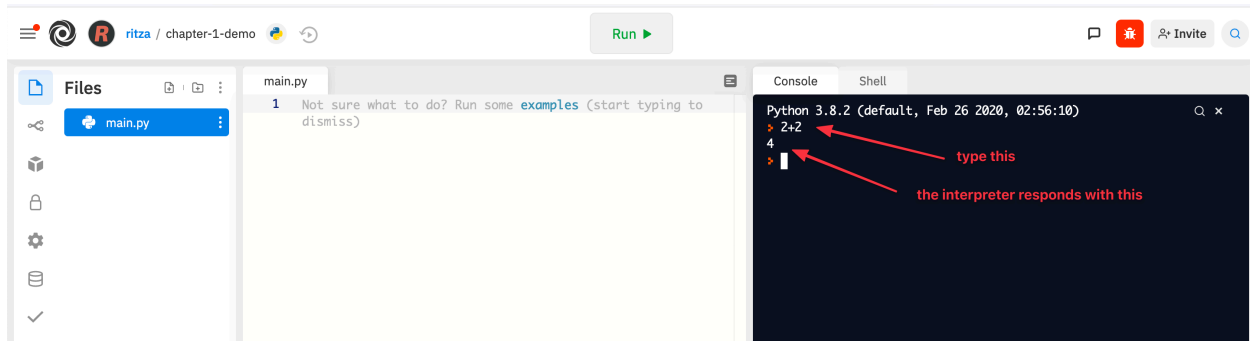 R ritza / chapter-1-demo
Run
Invite
Files
main.py
main.py
1 Not sure what to do? Run some examples (start typing to
dismiss)
Console Shell
Python 3.8.2 (default, Feb 26 2020, 02:56:10)
2+2
4
type this
the interpreter responds with this